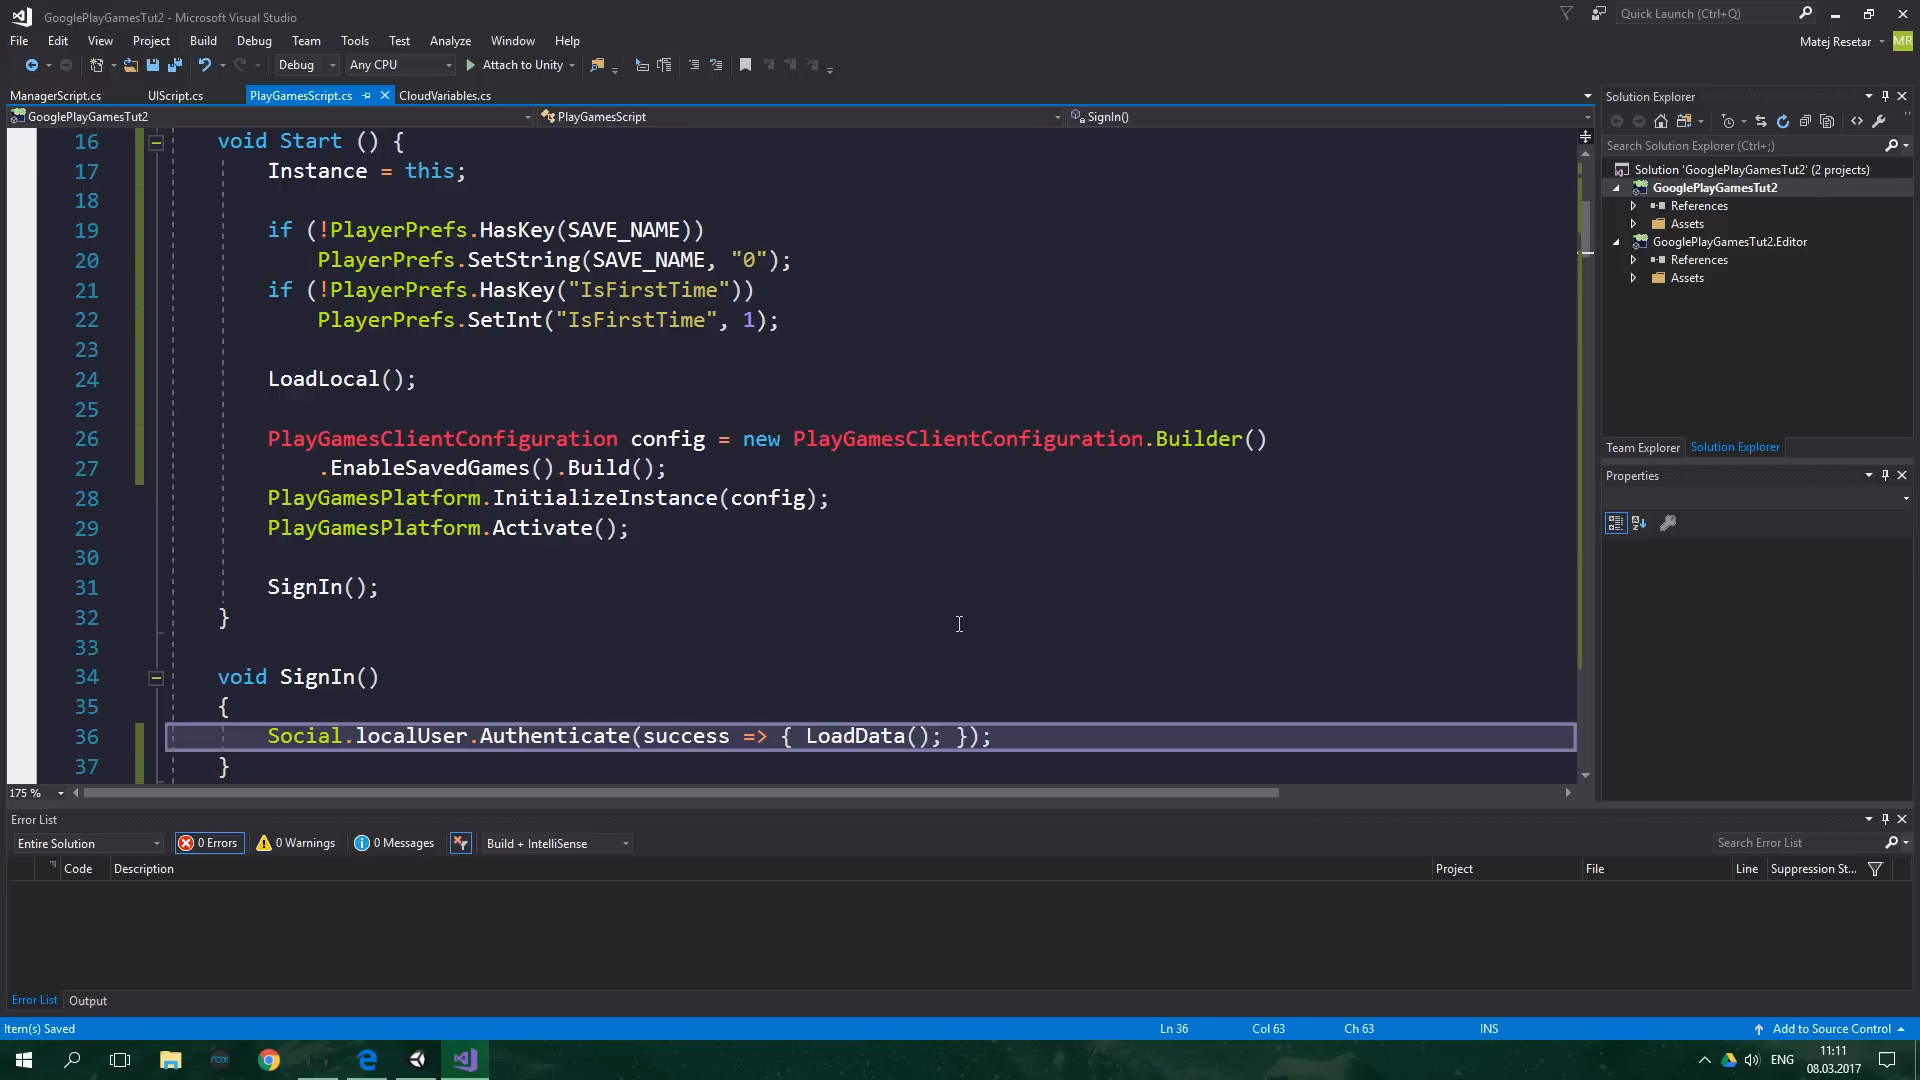 GooglePlayGamesTut2 - Microsoft Visual Studio
Quick Launch (Ctrl+Q)
File Edit View Project Build Debug Team Tools Test Analyze Window Help
Matej Resetar MR
Debug Any CPU Attach to Unity
ManagerScript.cs UIScript.cs PlayGamesScript.cs CloudVariables.cs
GooglePlayGamesTut2 PlayGamesScript SignIn()
16 void Start () {
17 Instance = this;
18
19 if (!PlayerPrefs.HasKey(SAVE_NAME))
20 PlayerPrefs.SetString(SAVE_NAME, "0");
21 if (!PlayerPrefs.HasKey("IsFirstTime"))
22 PlayerPrefs.SetInt("IsFirstTime", 1);
23
24 LoadLocal();
25
26 PlayGamesClientConfiguration config = new PlayGamesClientConfiguration.Builder()
27 .EnableSavedGames().Build();
28 PlayGamesPlatform.InitializeInstance(config);
29 PlayGamesPlatform.Activate();
30
31 SignIn();
32 }
33
34 void SignIn()
35 {
36 Social.localUser.Authenticate(success => { LoadData(); });
37 }
175 %
Solution Explorer
Search Solution Explorer (Ctrl+;)
Solution 'GooglePlayGamesTut2' (2 projects)
GooglePlayGamesTut2
References
Assets
GooglePlayGamesTut2.Editor
References
Assets
Team Explorer Solution Explorer
Properties
Error List
Entire Solution 0 Errors 0 Warnings 0 Messages Build + IntelliSense Search Error List
Code Description Project File Line Suppression St...
Error List Output
Item(s) Saved Ln 36 Col 63 Ch 63 INS Add to Source Control
nox ENG 11:11
08.03.2017